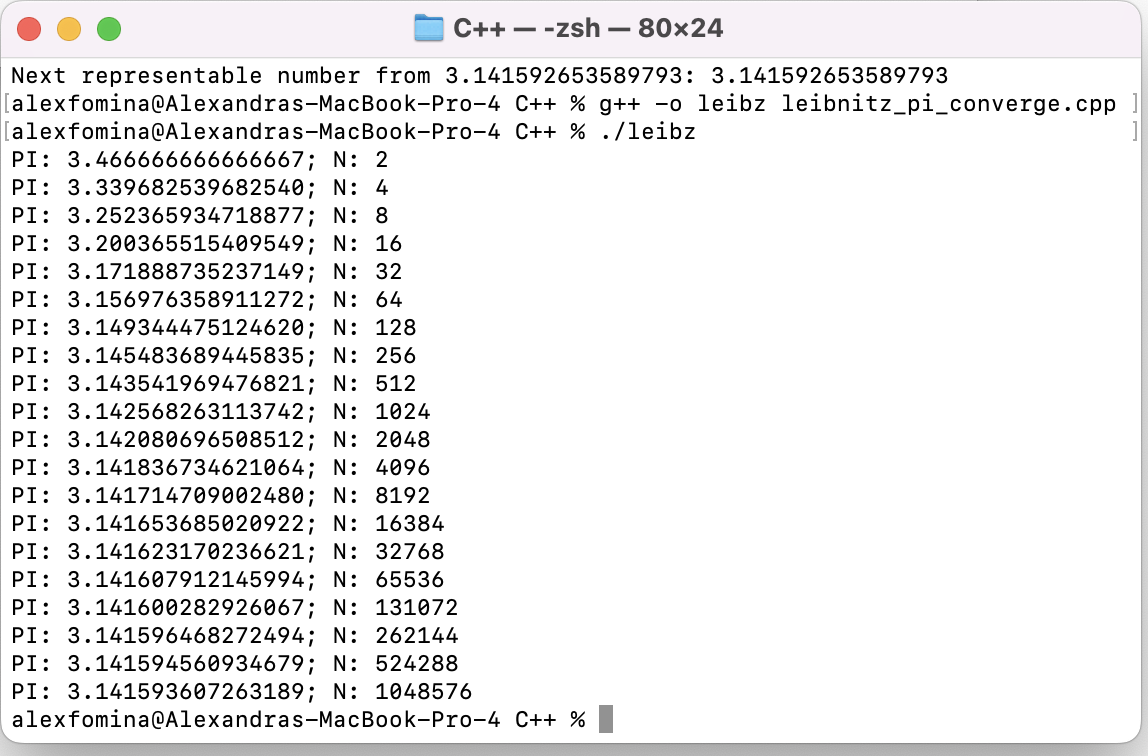 C++ — -zsh — 80×24
Next representable number from 3.141592653589793: 3.141592653589793
[alexfomina@Alexandras-MacBook-Pro-4 C++ % g++ -o leibz leibnitz_pi_converge.cpp ]
[alexfomina@Alexandras-MacBook-Pro-4 C++ % ./leibz ]
PI: 3.466666666666667; N: 2
PI: 3.339682539682540; N: 4
PI: 3.252365934718877; N: 8
PI: 3.200365515409549; N: 16
PI: 3.171888735237149; N: 32
PI: 3.156976358911272; N: 64
PI: 3.149344475124620; N: 128
PI: 3.145483689445835; N: 256
PI: 3.143541969476821; N: 512
PI: 3.142568263113742; N: 1024
PI: 3.142080696508512; N: 2048
PI: 3.141836734621064; N: 4096
PI: 3.141714709002480; N: 8192
PI: 3.141653685020922; N: 16384
PI: 3.141623170236621; N: 32768
PI: 3.141607912145994; N: 65536
PI: 3.141600282926067; N: 131072
PI: 3.141596468272494; N: 262144
PI: 3.141594560934679; N: 524288
PI: 3.141593607263189; N: 1048576
alexfomina@Alexandras-MacBook-Pro-4 C++ %